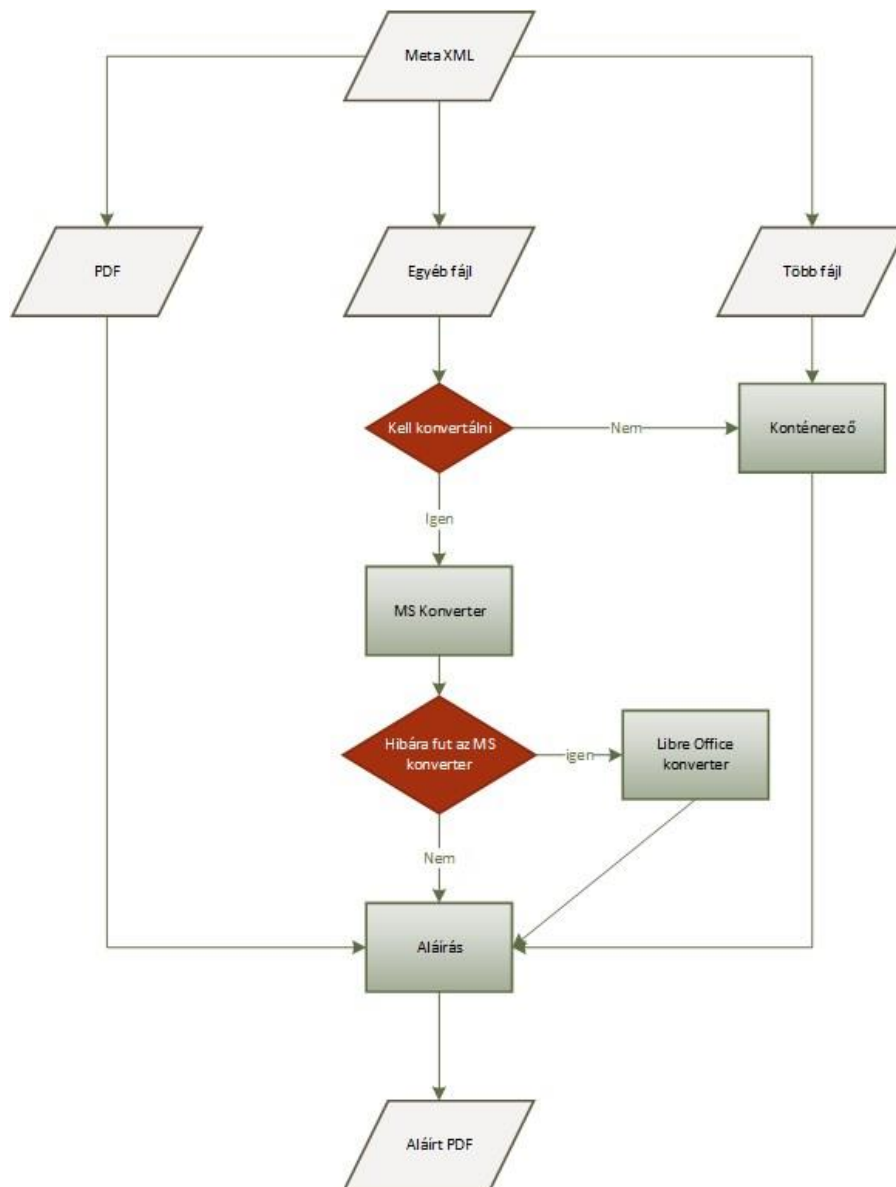 Meta XML
PDF
Egyéb fájl
Több fájl
Kell konvertálni
Nem
Konténerező
Igen
MS Konverter
Hibára fut az MS
konverter
igen
Libre Office
konverter
Nem
Aláírás
Aláírt PDF